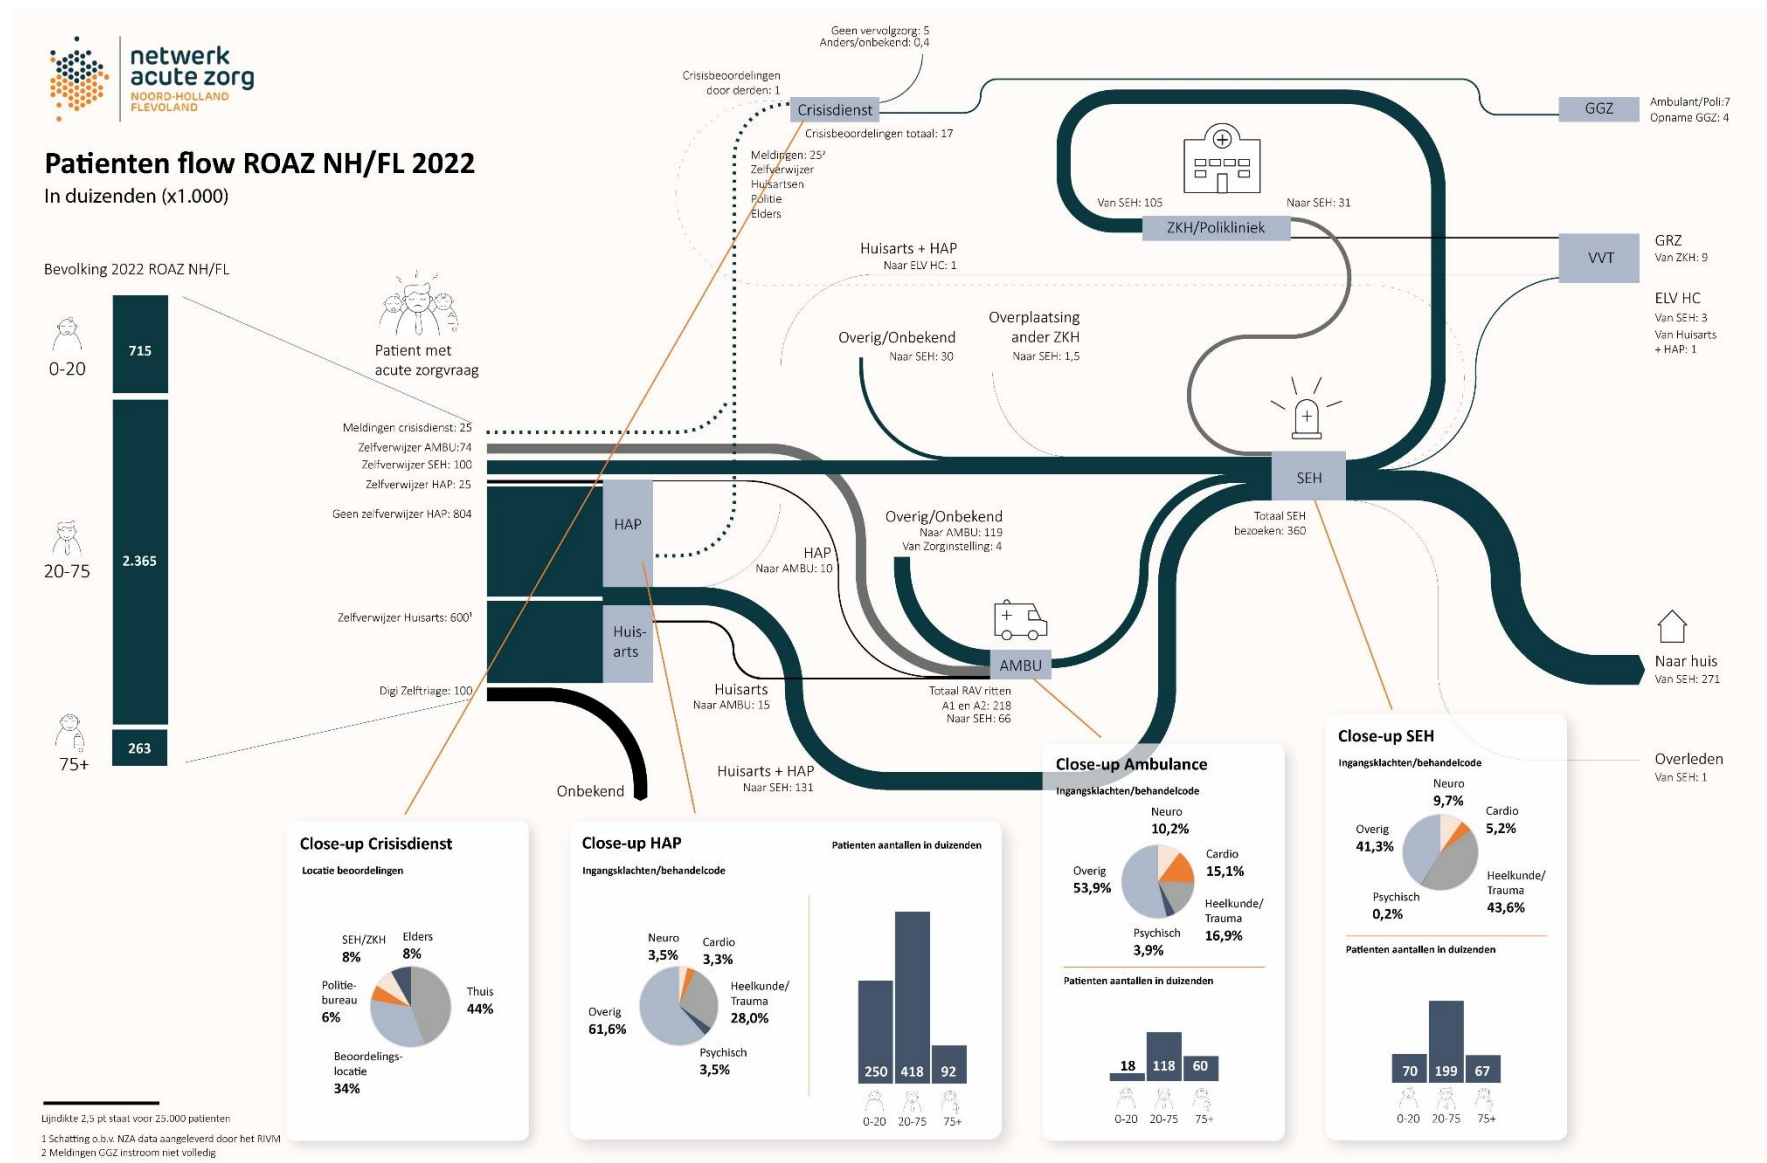 netwerk
acute zorg
NOORD-HOLLAND
FLEVOLAND
Patienten flow ROAZ NH/FL 2022
In duizenden (x1.000)
Bevolking 2022 ROAZ NH/FL
715
0-20
2.365
20-75
263
75+
Patient met
acute zorgvraag
Meldingen crisisdienst: 25
Zelfverwijzer AMBU:74
Zelfverwijzer SEH: 100
Zelfverwijzer HAP: 25
Geen zelfverwijzer HAP: 804
Zelfverwijzer Huisarts: 600¹
Digi Zelftriage: 100
HAP
Huis-
arts
Onbekend
Geen vervolgzorg: 5
Anders/onbekend: 0,4
Crisisbeoordelingen
door derden: 1
Crisisdienst
Crisisbeoordelingen totaal: 17
Meldingen: 25²
Zelfverwijzer
Huisartsen
Politie
Elders
Huisarts + HAP
Naar ELV HC: 1
Overig/Onbekend
Naar SEH: 30
Overplaatsing
ander ZKH
Naar SEH: 1,5
Overig/Onbekend
Naar AMBU: 119
Van Zorginstelling: 4
HAP
Naar AMBU: 10
Huisarts
Naar AMBU: 15
Huisarts + HAP
Naar SEH: 131
AMBU
Totaal RAV ritten
A1 en A2: 218
Naar SEH: 66
Van SEH: 105
Naar SEH: 31
ZKH/Polikliniek
SEH
Totaal SEH
bezoeken: 360
GGZ
Ambulant/Poli:7
Opname GGZ: 4
VVT
GRZ
Van ZKH: 9
ELV HC
Van SEH: 3
Van Huisarts
+ HAP: 1
Naar huis
Van SEH: 271
Overleden
Van SEH: 1
Close-up Crisisdienst
Locatie beoordelingen
SEH/ZKH
8%
Elders
8%
Politie-
bureau
6%
Thuis
44%
Beoordelings-
locatie
34%
Close-up HAP
Ingangsklachten/behandelcode
Neuro
3,5%
Cardio
3,3%
Heelkunde/
Trauma
28,0%
Overig
61,6%
Psychisch
3,5%
Patienten aantallen in duizenden
250 418 92
0-20 20-75 75+
Close-up Ambulance
Ingangsklachten/behandelcode
Neuro
10,2%
Cardio
15,1%
Overig
53,9%
Heelkunde/
Trauma
16,9%
Psychisch
3,9%
Patienten aantallen in duizenden
18 118 60
0-20 20-75 75+
Close-up SEH
Ingangsklachten/behandelcode
Neuro
9,7%
Cardio
5,2%
Overig
41,3%
Heelkunde/
Trauma
43,6%
Psychisch
0,2%
Patienten aantallen in duizenden
70 199 67
0-20 20-75 75+
Lijndikte 2,5 pt staat voor 25.000 patienten
1 Schatting o.b.v. NZA data aangeleverd door het RIVM
2 Meldingen GGZ instroom niet volledig